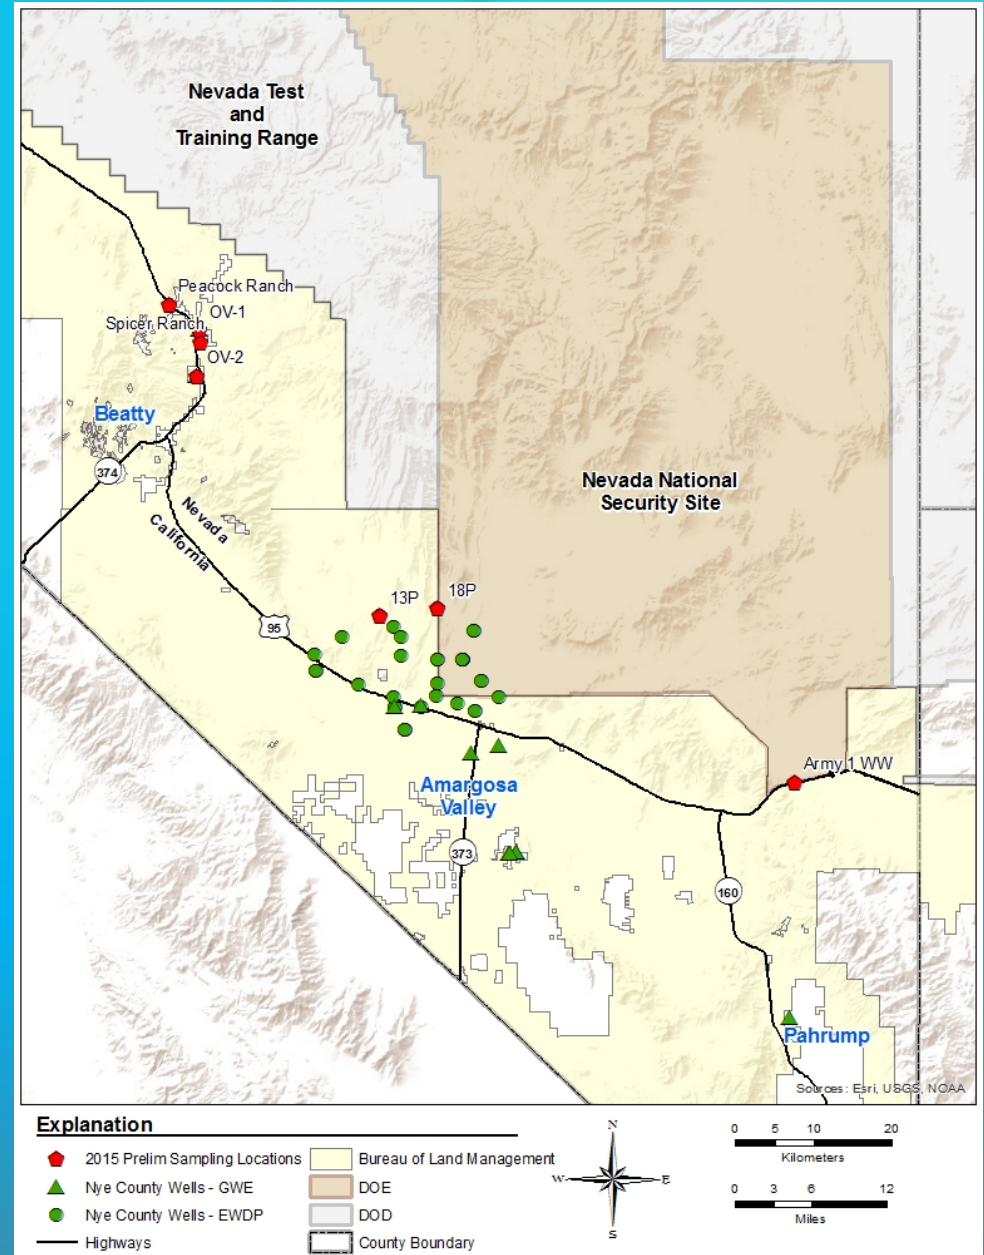 Nevada Test
and
Training Range
Peacock Ranch
OV-1
Spicer Ranch
OV-2
Beatty
374
Nevada
California
Nevada National
Security Site
13P
18P
95
Army 1 WW
Amargosa
Valley
373
160
Pahrump
Sources: Esri, USGS, NOAA
Explanation
2015 Prelim Sampling Locations
Nye County Wells - GWE
Nye County Wells - EWDP
Highways
Bureau of Land Management
DOE
DOD
County Boundary
N
W
E
S
0 5 10 20
Kilometers
0 3 6 12
Miles